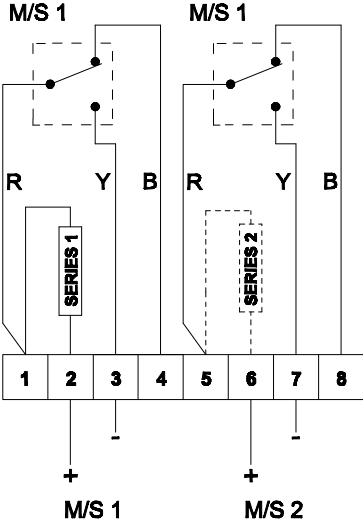 M/S 1 M/S 1
R Y B R Y B
SERIES 1
SERIES 2
1 2 3 4 5 6 7 8
- -
+ +
M/S 1 M/S 2